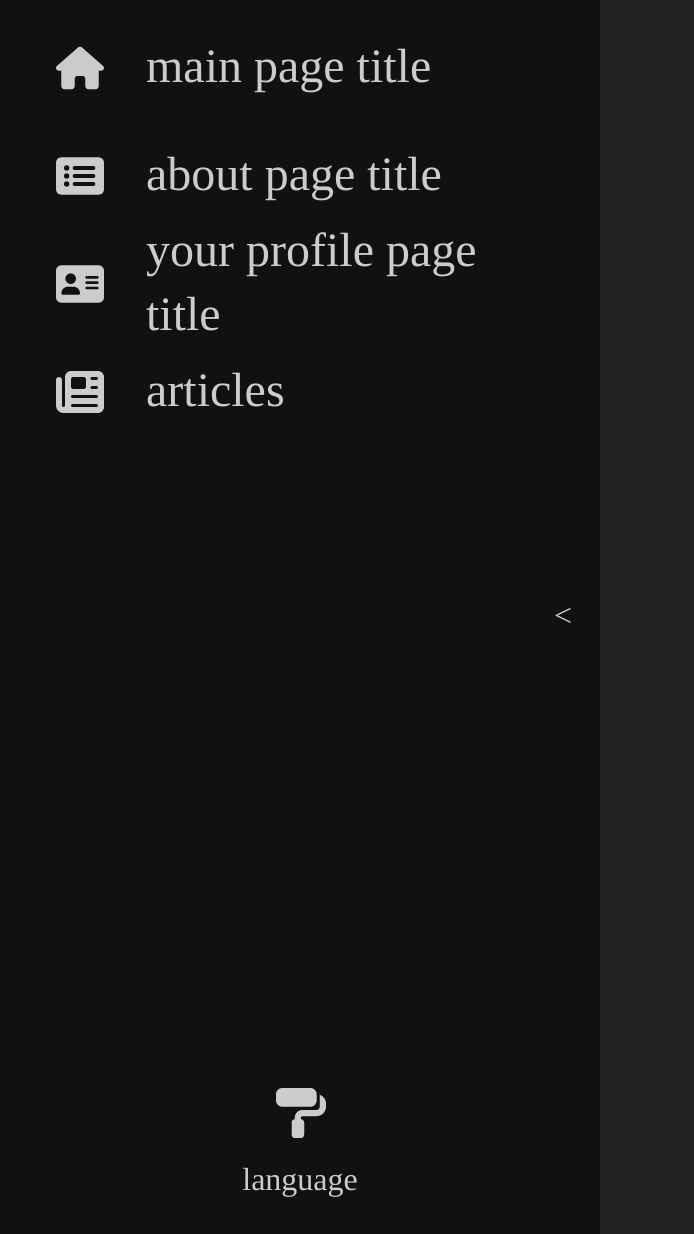 main page title
about page title
your profile page
title
articles
<
language